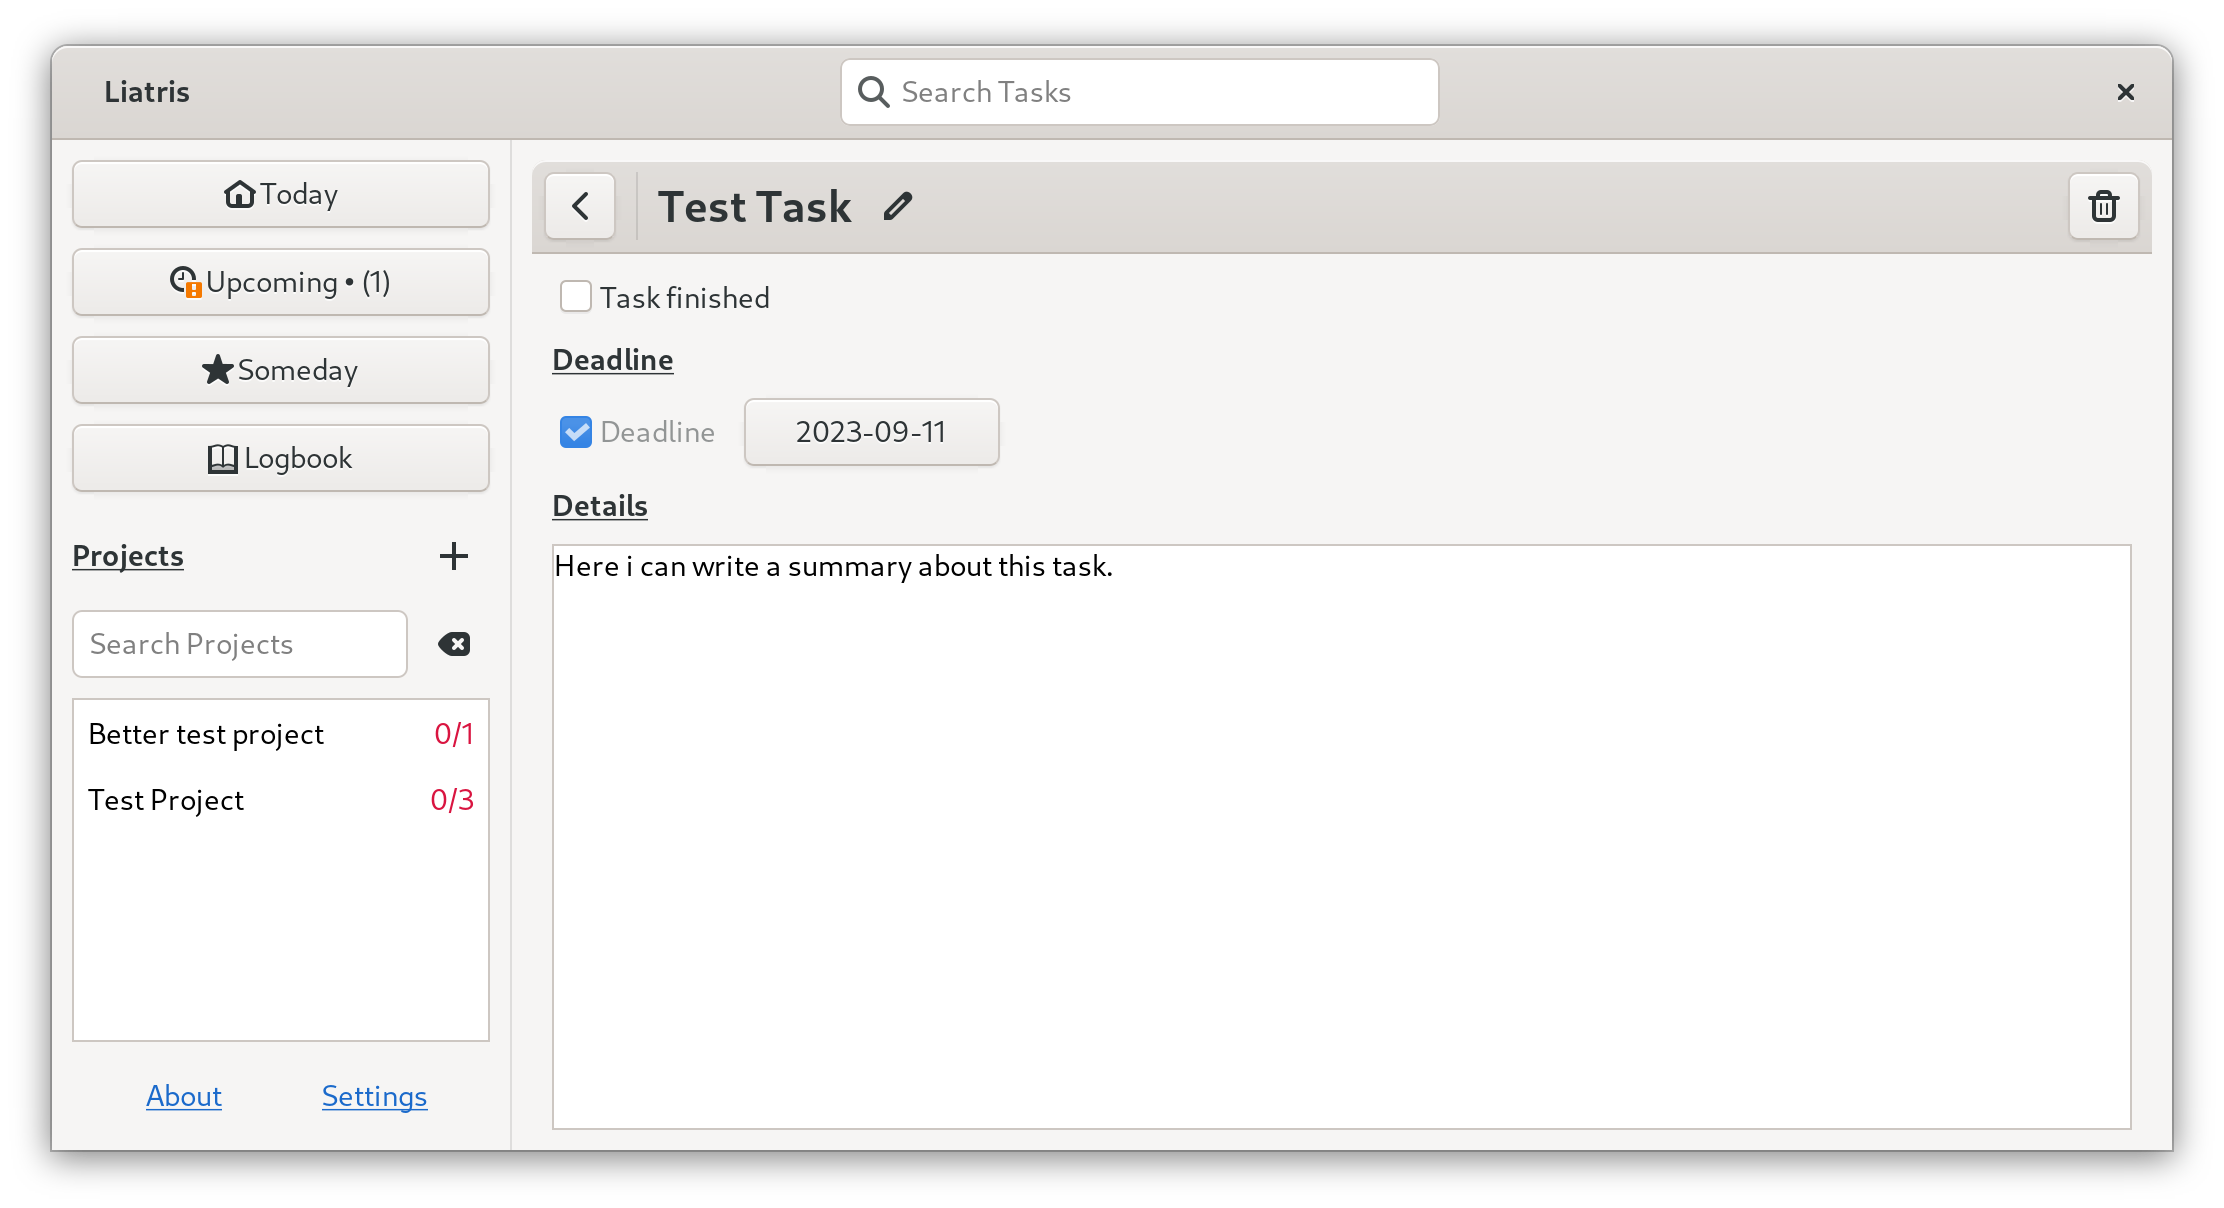 Liatris
Search Tasks
Today
Upcoming • (1)
Someday
Logbook
Projects
Search Projects
Better test project 0/1
Test Project 0/3
About Settings
Test Task
Task finished
Deadline
Deadline 2023-09-11
Details
Here i can write a summary about this task.